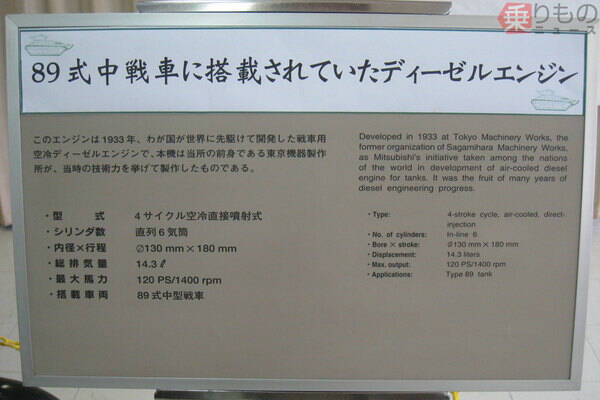 乗りもの
ニュース
89式中戦車に搭載されていたディーゼルエンジン
このエンジンは1933年、わが国が世界に先駆けて開発した戦車用
空冷ディーゼルエンジンで、本機は当所の前身である東京機器製作
所が、当時の技術力を挙げて製作したものである。
・型　式　4サイクル空冷直接噴射式
・シリンダ数　直列6気筒
・内径×行程　∅130 mm×180 mm
・総排気量　14.3ℓ
・最大馬力　120 PS/1400 rpm
・搭載車両　89式中型戦車
Developed in 1933 at Tokyo Machinery Works, the
former organization of Sagamihara Machinery Works,
as Mitsubishi's initiative taken among the nations
of the world in development of air-cooled diesel
engine for tanks. It was the fruit of many years of
diesel engineering progress.
・Type: 4-stroke cycle, air-cooled, direct-
injection
・No. of cylinders: In-line 6
・Bore × stroke: ∅130 mm×180 mm
・Displacement: 14.3 liters
・Max. output: 120 PS/1400 rpm
・Applications: Type 89 tank